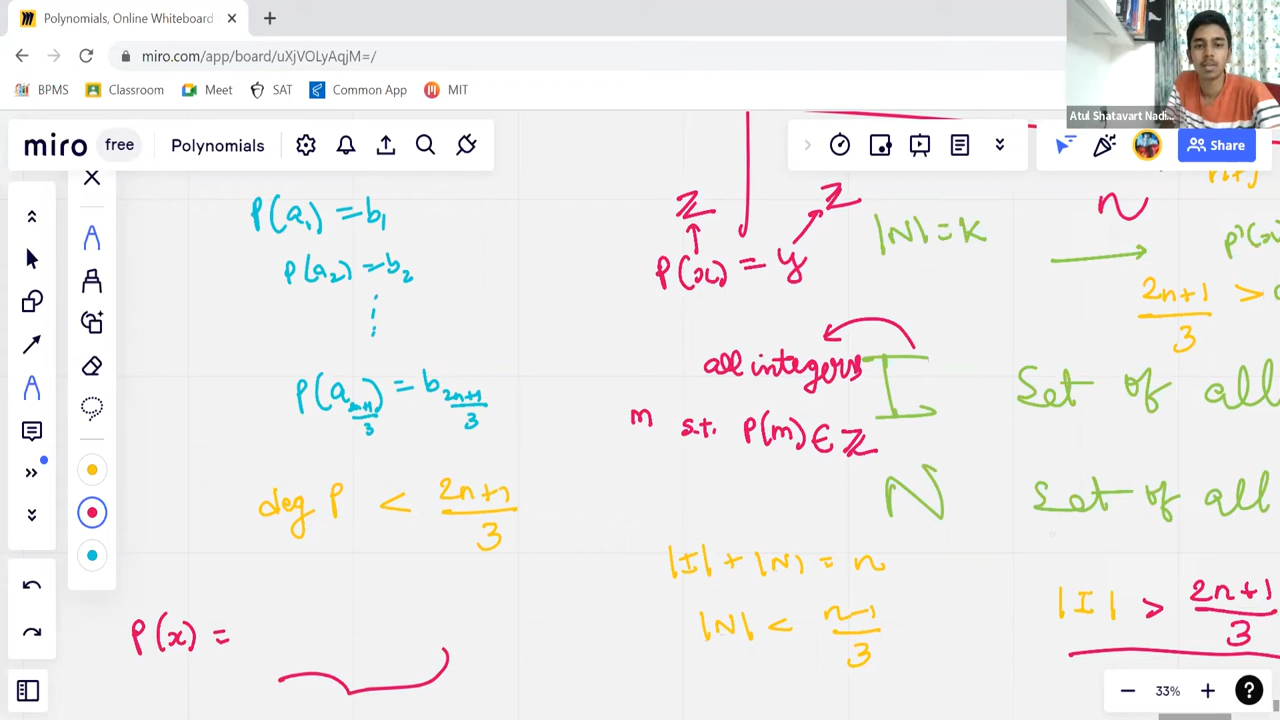 Polynomials, Online Whiteboard
miro.com/app/board/uXjVOLyAqjM=/
BPMS
Classroom
Meet
SAT
Common App
MIT
Atul Shatavart Nadi...
miro
free
Polynomials
Share
P(a₁) = b₁
P(a₂) = b₂
⋮
P(a_{(2n+1)/3}) = b_{(2n+1)/3}
deg P < (2n+1)/3
P(x) =
ℤ ℤ
P(x) = y
|N| = K
n
(2n+1)/3 >
all integers I
m s.t. P(m) ∈ ℤ
Set of all
N Set of all
|I| + |N| = n
|N| < (n-1)/3
|I| > (2n+1)/3
33%